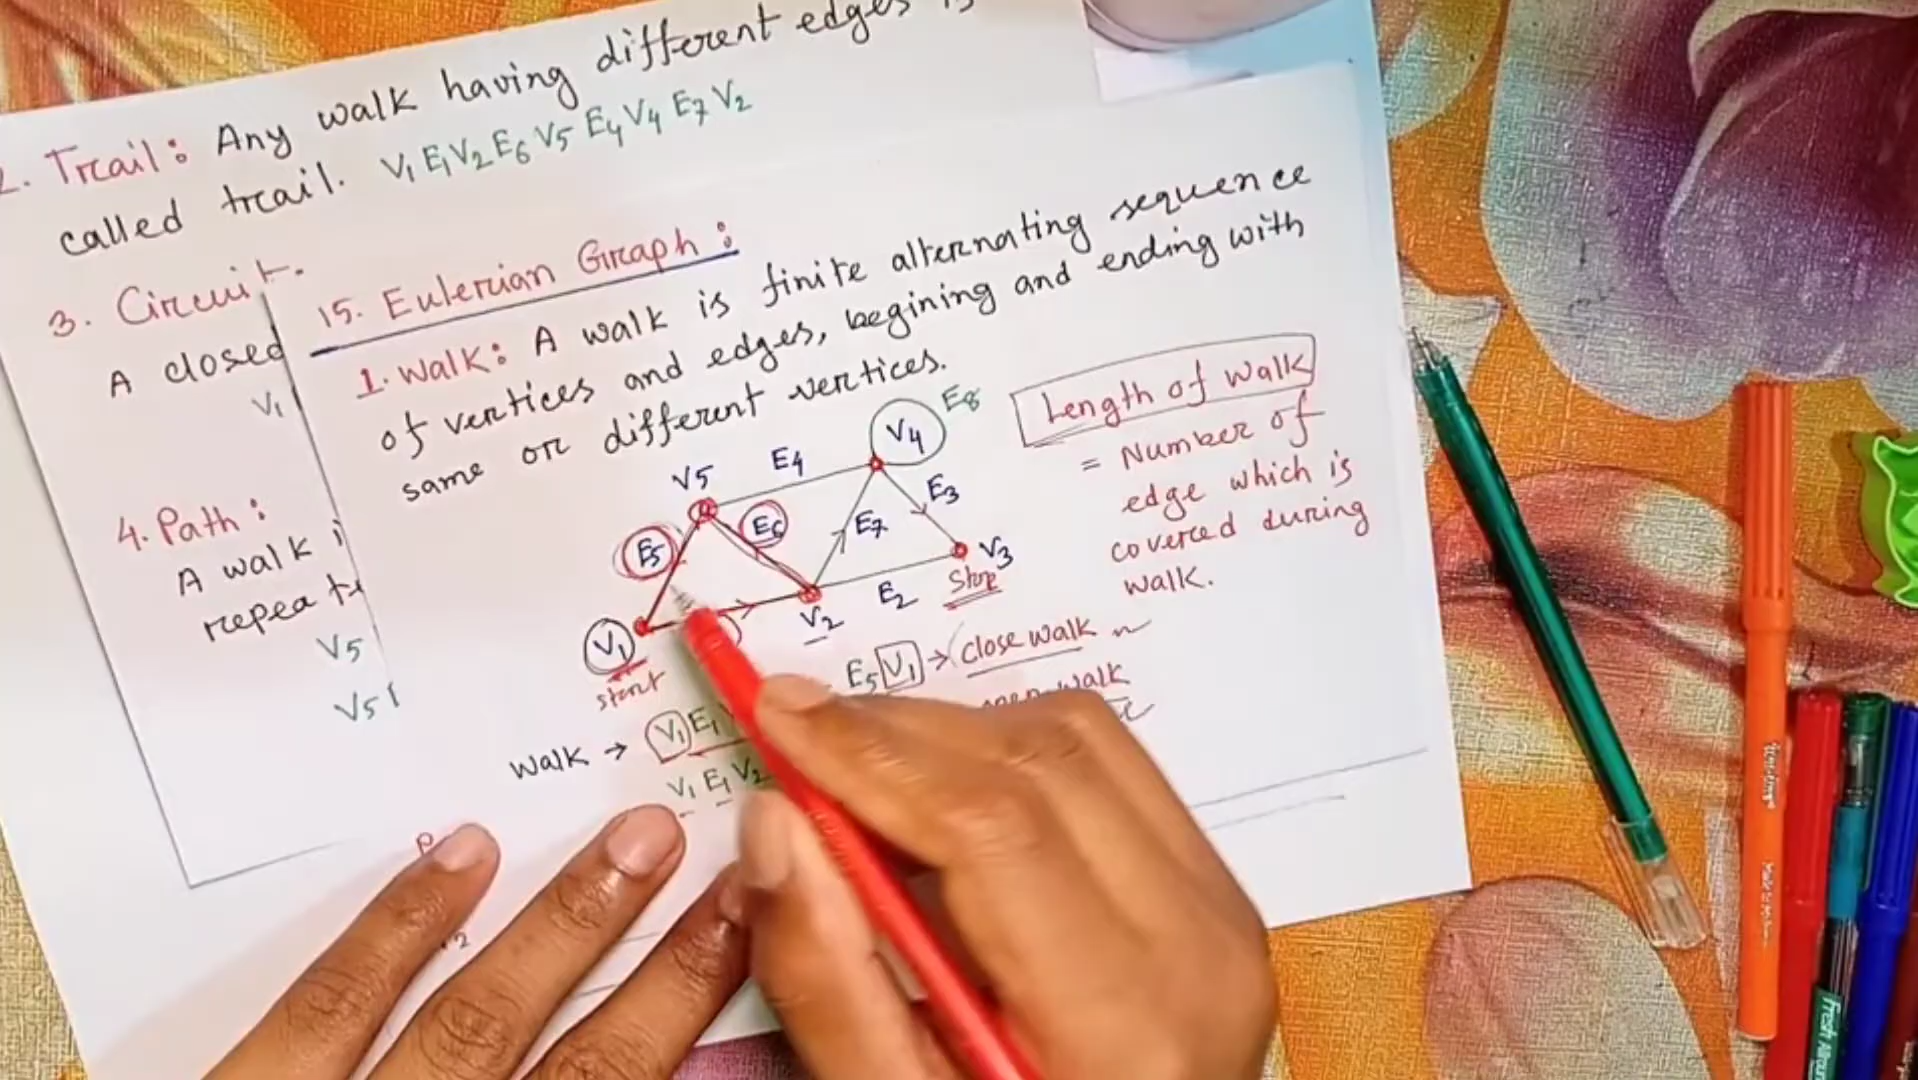 2. Trail: Any walk having different edges is
called trail. V1 E1 V2 E6 V5 E4 V4 E7 V2
3. Circuit.
A closed
V1
4. Path:
A walk
repea
V5
V5
15. Eulerian Graph:
1. Walk: A walk is finite alternating sequence
of vertices and edges, begining and ending with
same or different vertices.
V4 E8
V5 E4
E3
E5 E6 E7
V3
Stop
V1 V2 E2
start
Length of walk
= Number of
edge which is
covered during
walk.
Walk → V1 E1
E5 V1 → Close walk
V1 E1 V2
open walk